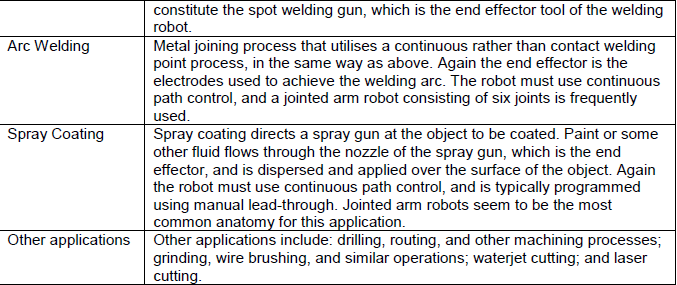 constitute the spot welding gun, which is the end effector tool of the welding
robot.
Arc Welding
Metal joining process that utilises a continuous rather than contact welding
point process, in the same way as above. Again the end effector is the
electrodes used to achieve the welding arc. The robot must use continuous
path control, and a jointed arm robot consisting of six joints is frequently
used.
Spray Coating
Spray coating directs a spray gun at the object to be coated. Paint or some
other fluid flows through the nozzle of the spray gun, which is the end
effector, and is dispersed and applied over the surface of the object. Again
the robot must use continuous path control, and is typically programmed
using manual lead-through. Jointed arm robots seem to be the most
common anatomy for this application.
Other applications
Other applications include: drilling, routing, and other machining processes;
grinding, wire brushing, and similar operations; waterjet cutting; and laser
cutting.